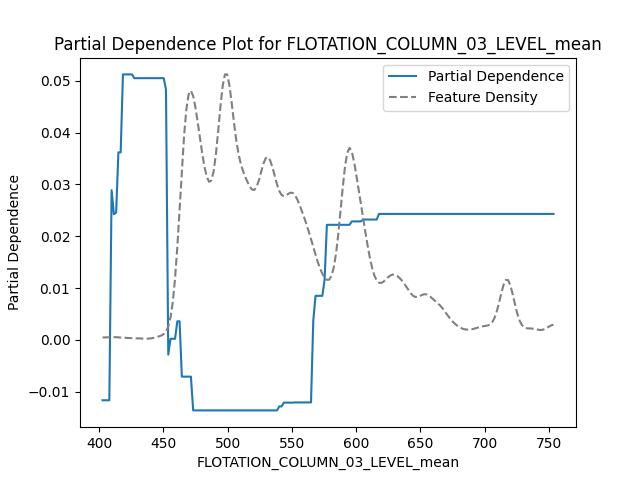 Partial Dependence Plot for FLOTATION_COLUMN_03_LEVEL_mean
Partial Dependence
Feature Density
Partial Dependence
0.05
0.04
0.03
0.02
0.01
0.00
−0.01
400 450 500 550 600 650 700 750
FLOTATION_COLUMN_03_LEVEL_mean